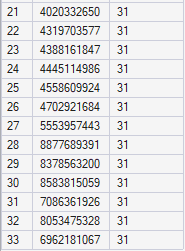 21 4020332650 31
22 4319703577 31
23 4388161847 31
24 4445114986 31
25 4558609924 31
26 4702921684 31
27 5553957443 31
28 8877689391 31
29 8378563200 31
30 8583815059 31
31 7086361926 31
32 8053475328 31
33 6962181067 31